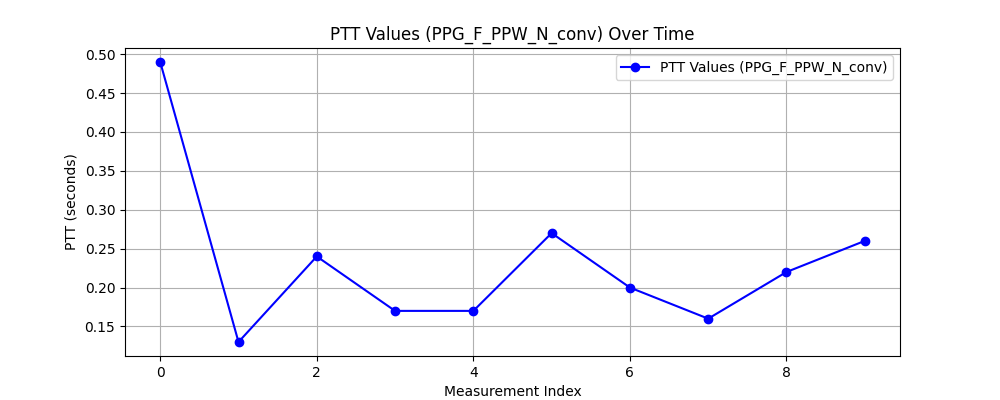 PTT Values (PPG_F_PPW_N_conv) Over Time
PTT Values (PPG_F_PPW_N_conv)
PTT (seconds)
0.50
0.45
0.40
0.35
0.30
0.25
0.20
0.15
0 2 4 6 8
Measurement Index